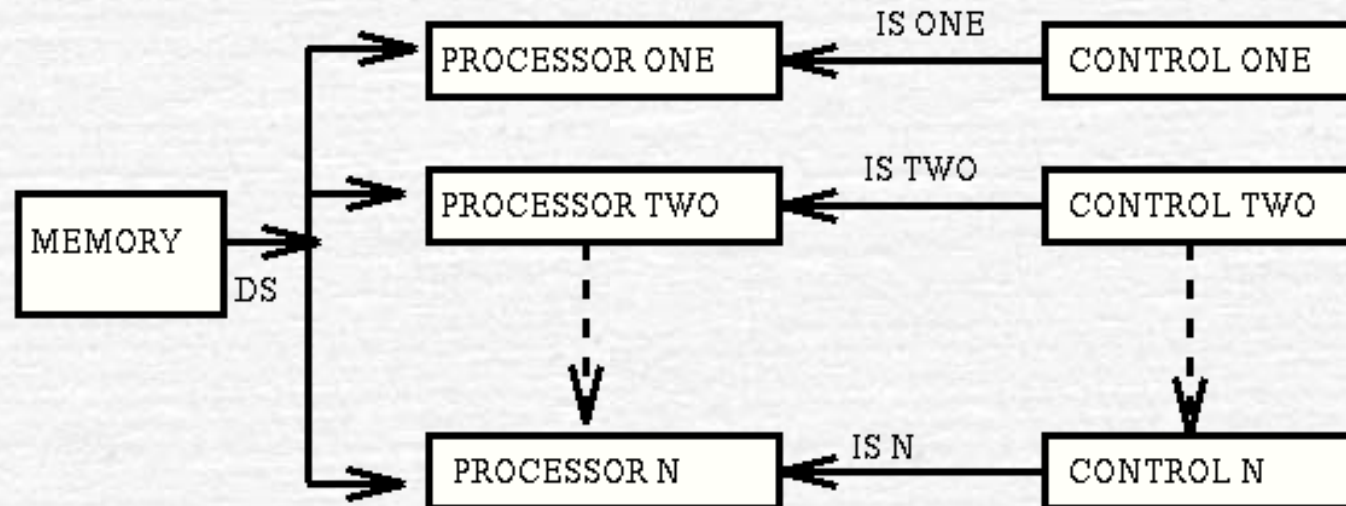 IS ONE
PROCESSOR ONE
CONTROL ONE
IS TWO
PROCESSOR TWO
CONTROL TWO
MEMORY
DS
IS N
PROCESSOR N
CONTROL N